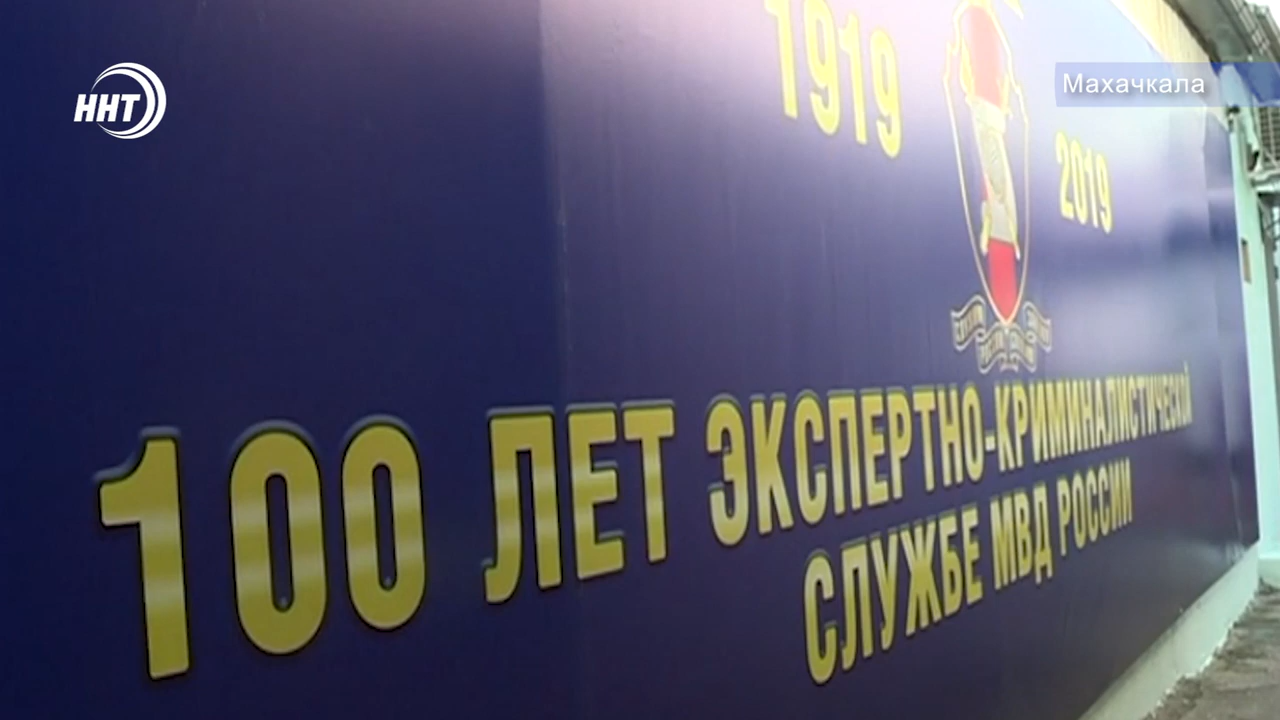 ННТ
Махачкала
1919
2019
100 ЛЕТ ЭКСПЕРТНО-КРИМИНАЛИСТИЧЕСКОЙ
СЛУЖБЕ МВД РОССИИ